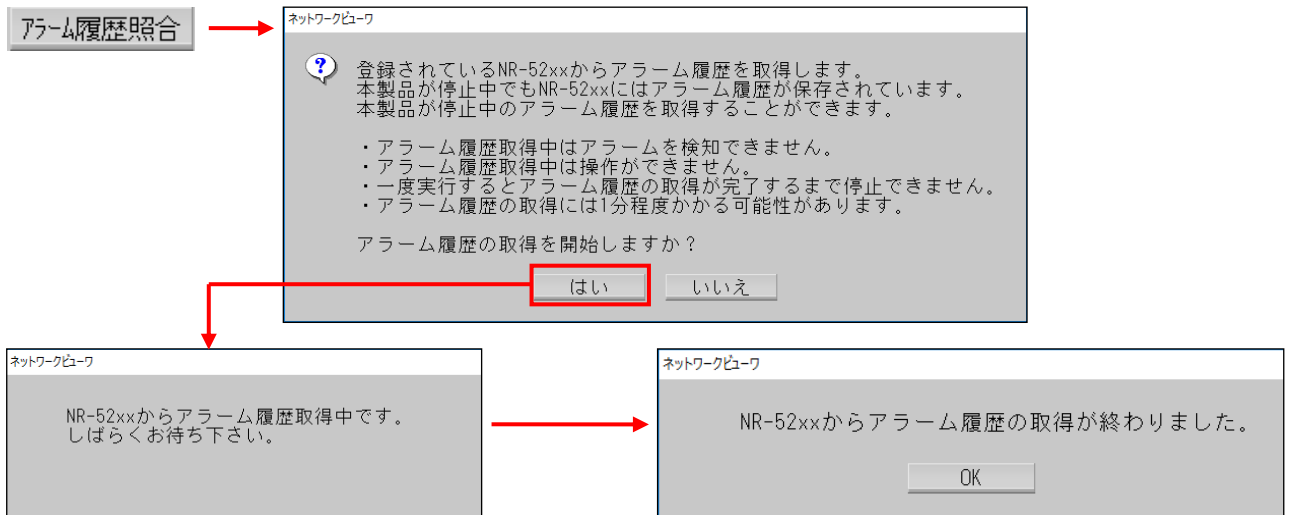 アラーム履歴照合
ネットワークビューワ
登録されているNR-52xxからアラーム履歴を取得します。
本製品が停止中でもNR-52xxにはアラーム履歴が保存されています。
本製品が停止中のアラーム履歴を取得することができます。
・アラーム履歴取得中はアラームを検知できません。
・アラーム履歴取得中は操作ができません。
・一度実行するとアラーム履歴の取得が完了するまで停止できません。
・アラーム履歴の取得には1分程度かかる可能性があります。
アラーム履歴の取得を開始しますか？
はい
いいえ
ネットワークビューワ
NR-52xxからアラーム履歴取得中です。
しばらくお待ち下さい。
ネットワークビューワ
NR-52xxからアラーム履歴の取得が終わりました。
OK